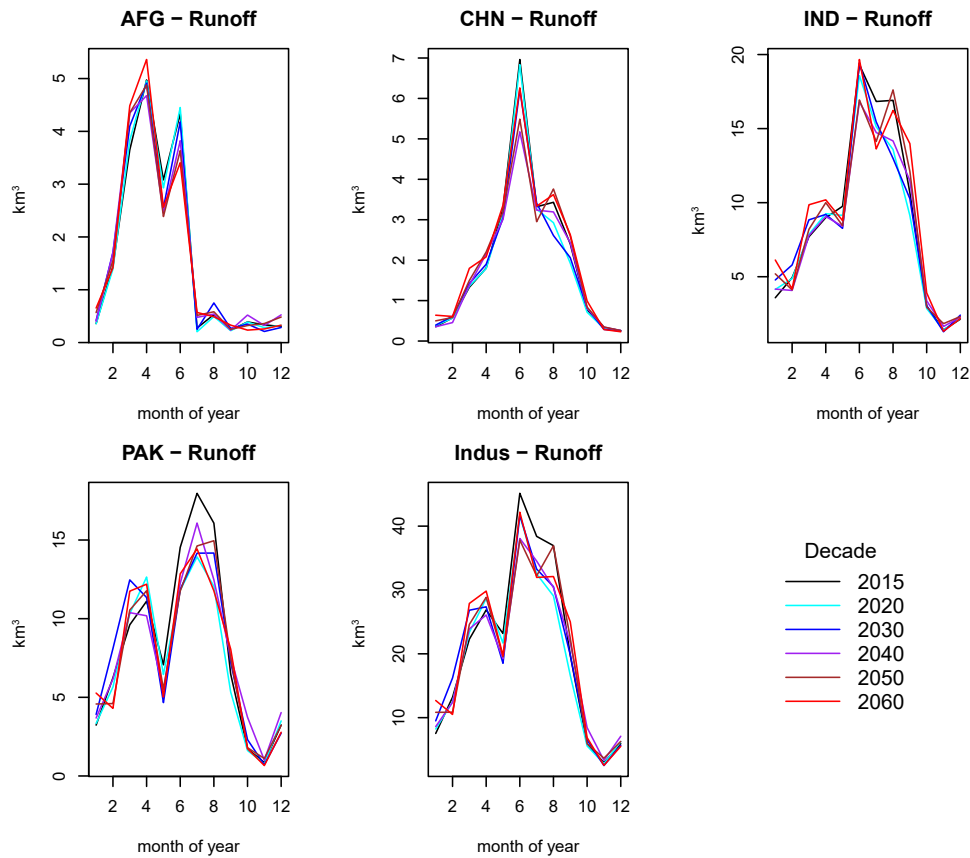 AFG − Runoff
km³
0 1 2 3 4 5
2 4 6 8 10 12
month of year
CHN − Runoff
km³
0 1 2 3 4 5 6 7
2 4 6 8 10 12
month of year
IND − Runoff
km³
5 10 15 20
2 4 6 8 10 12
month of year
PAK − Runoff
km³
0 5 10 15
2 4 6 8 10 12
month of year
Indus − Runoff
km³
10 20 30 40
2 4 6 8 10 12
month of year
Decade
2015
2020
2030
2040
2050
2060